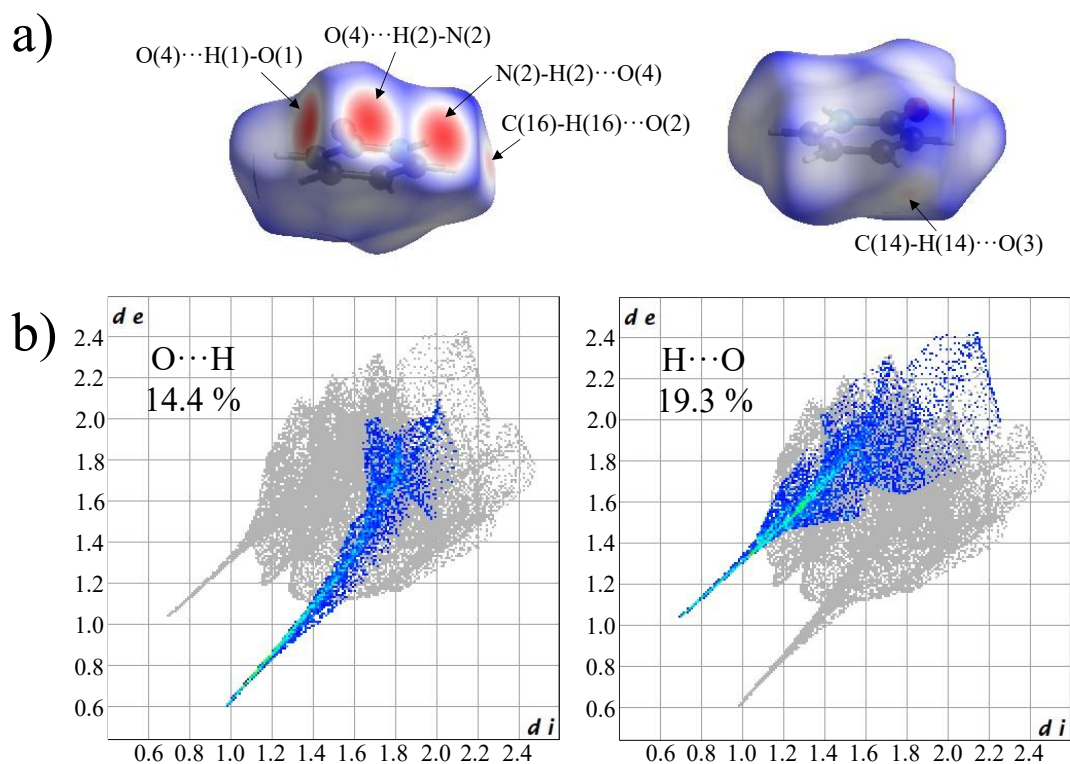 a)
O(4)···H(1)-O(1)
O(4)···H(2)-N(2)
N(2)-H(2)···O(4)
C(16)-H(16)···O(2)
C(14)-H(14)···O(3)
b)
d e
2.4
2.2
2.0
1.8
1.6
1.4
1.2
1.0
0.8
0.6
O···H
14.4 %
d i
0.6 0.8 1.0 1.2 1.4 1.6 1.8 2.0 2.2 2.4
d e
2.4
2.2
2.0
1.8
1.6
1.4
1.2
1.0
0.8
0.6
H···O
19.3 %
d i
0.6 0.8 1.0 1.2 1.4 1.6 1.8 2.0 2.2 2.4